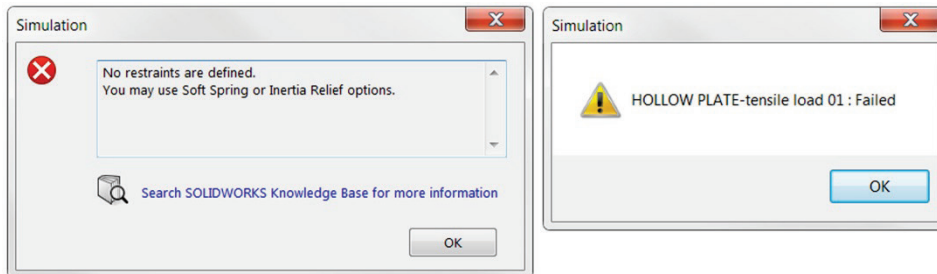 Simulation
No restraints are defined.
You may use Soft Spring or Inertia Relief options.
Search SOLIDWORKS Knowledge Base for more information
OK
Simulation
HOLLOW PLATE-tensile load 01 : Failed
OK